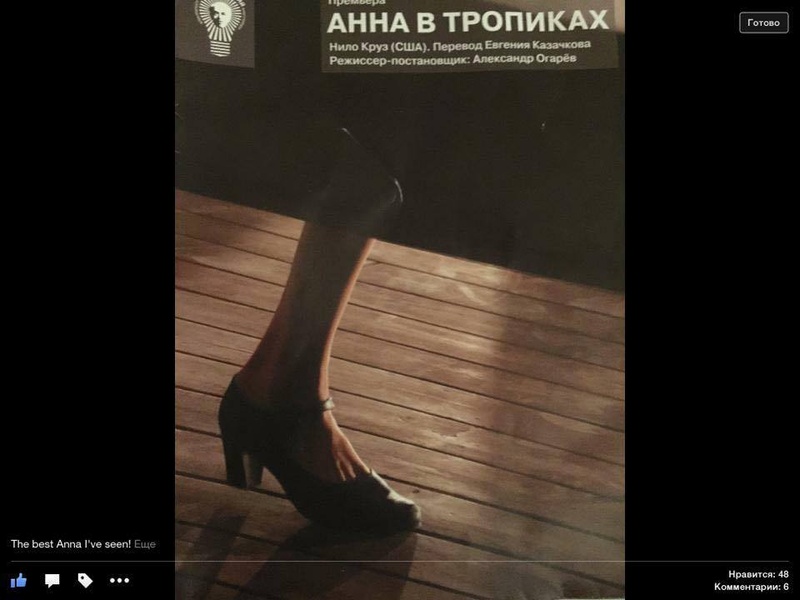 Премьера
АННА В ТРОПИКАХ
Готово
Нило Круз (США). Перевод Евгения Казачкова
Режиссер-постановщик: Александр Огарёв
The best Anna I've seen! Еще
Нравится: 48
Комментарии: 6